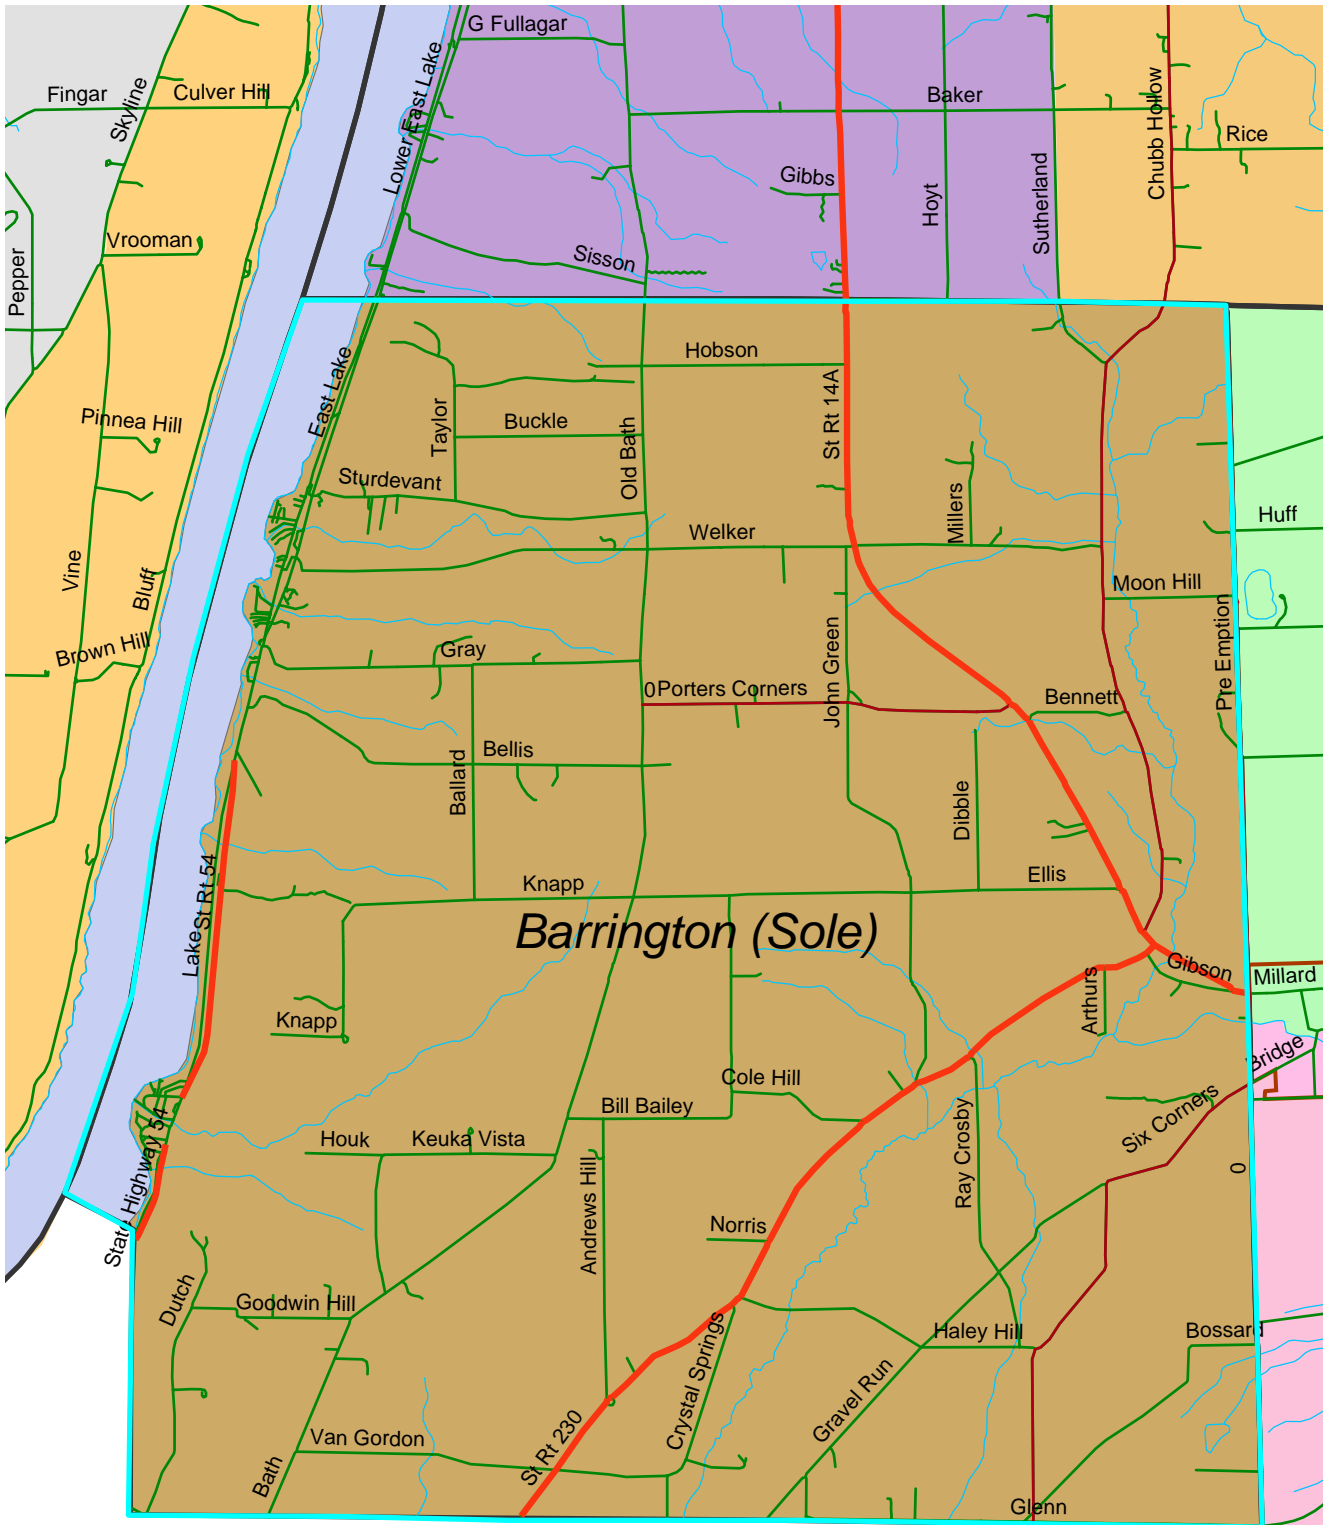 G Fullagar
Fingar
Culver Hill
Skyline
Lower East Lake
Baker
Chubb Hollow
Rice
Gibbs
Hoyt
Sutherland
Vrooman
Pepper
Sisson
Hobson
East Lake
Taylor
Buckle
Old Bath
St Rt 14A
Pinnea Hill
Sturdevant
Millers
Huff
Welker
Vine
Bluff
Moon Hill
Pre Emption
Brown Hill
Gray
John Green
0
Porters Corners
Bennett
Bellis
Ballard
Dibble
Lake
St Rt 54
Knapp
Ellis
Barrington (Sole)
Gibson
Millard
Arthurs
Knapp
Bridge
Cole Hill
Bill Bailey
Six Corners
Ray Crosby
Houk
Keuka Vista
State Highway 54
Andrews Hill
0
Norris
Dutch
Goodwin Hill
Crystal Springs
Haley Hill
Bossard
Gravel Run
Van Gordon
St Rt 230
Bath
Glenn